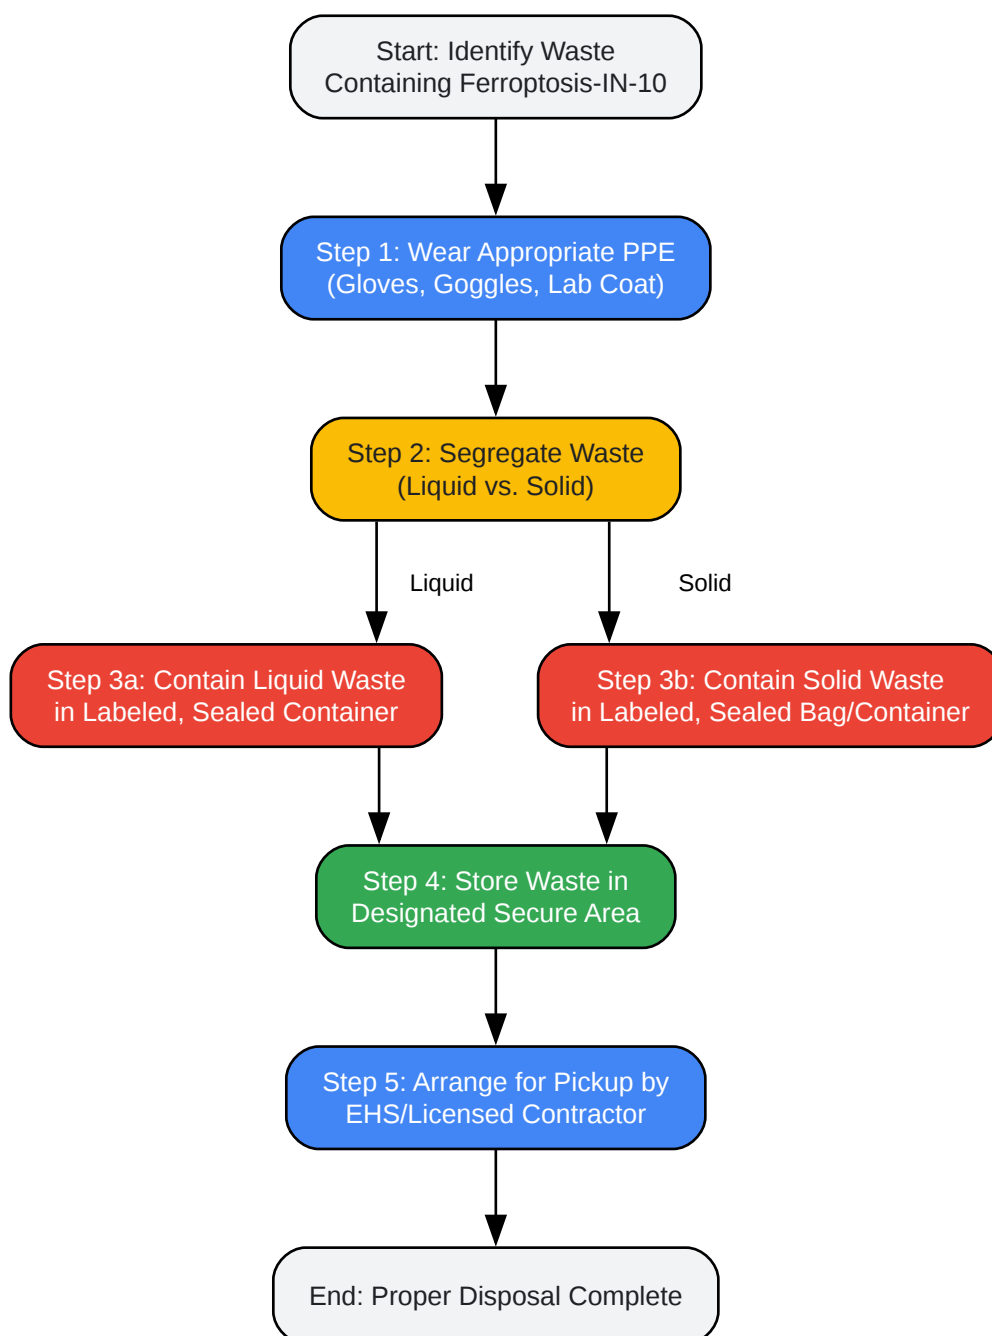 Start: Identify Waste
Containing Ferroptosis-IN-10
Step 1: Wear Appropriate PPE
(Gloves, Goggles, Lab Coat)
Step 2: Segregate Waste
(Liquid vs. Solid)
Liquid
Solid
Step 3a: Contain Liquid Waste
in Labeled, Sealed Container
Step 3b: Contain Solid Waste
in Labeled, Sealed Bag/Container
Step 4: Store Waste in
Designated Secure Area
Step 5: Arrange for Pickup by
EHS/Licensed Contractor
End: Proper Disposal Complete